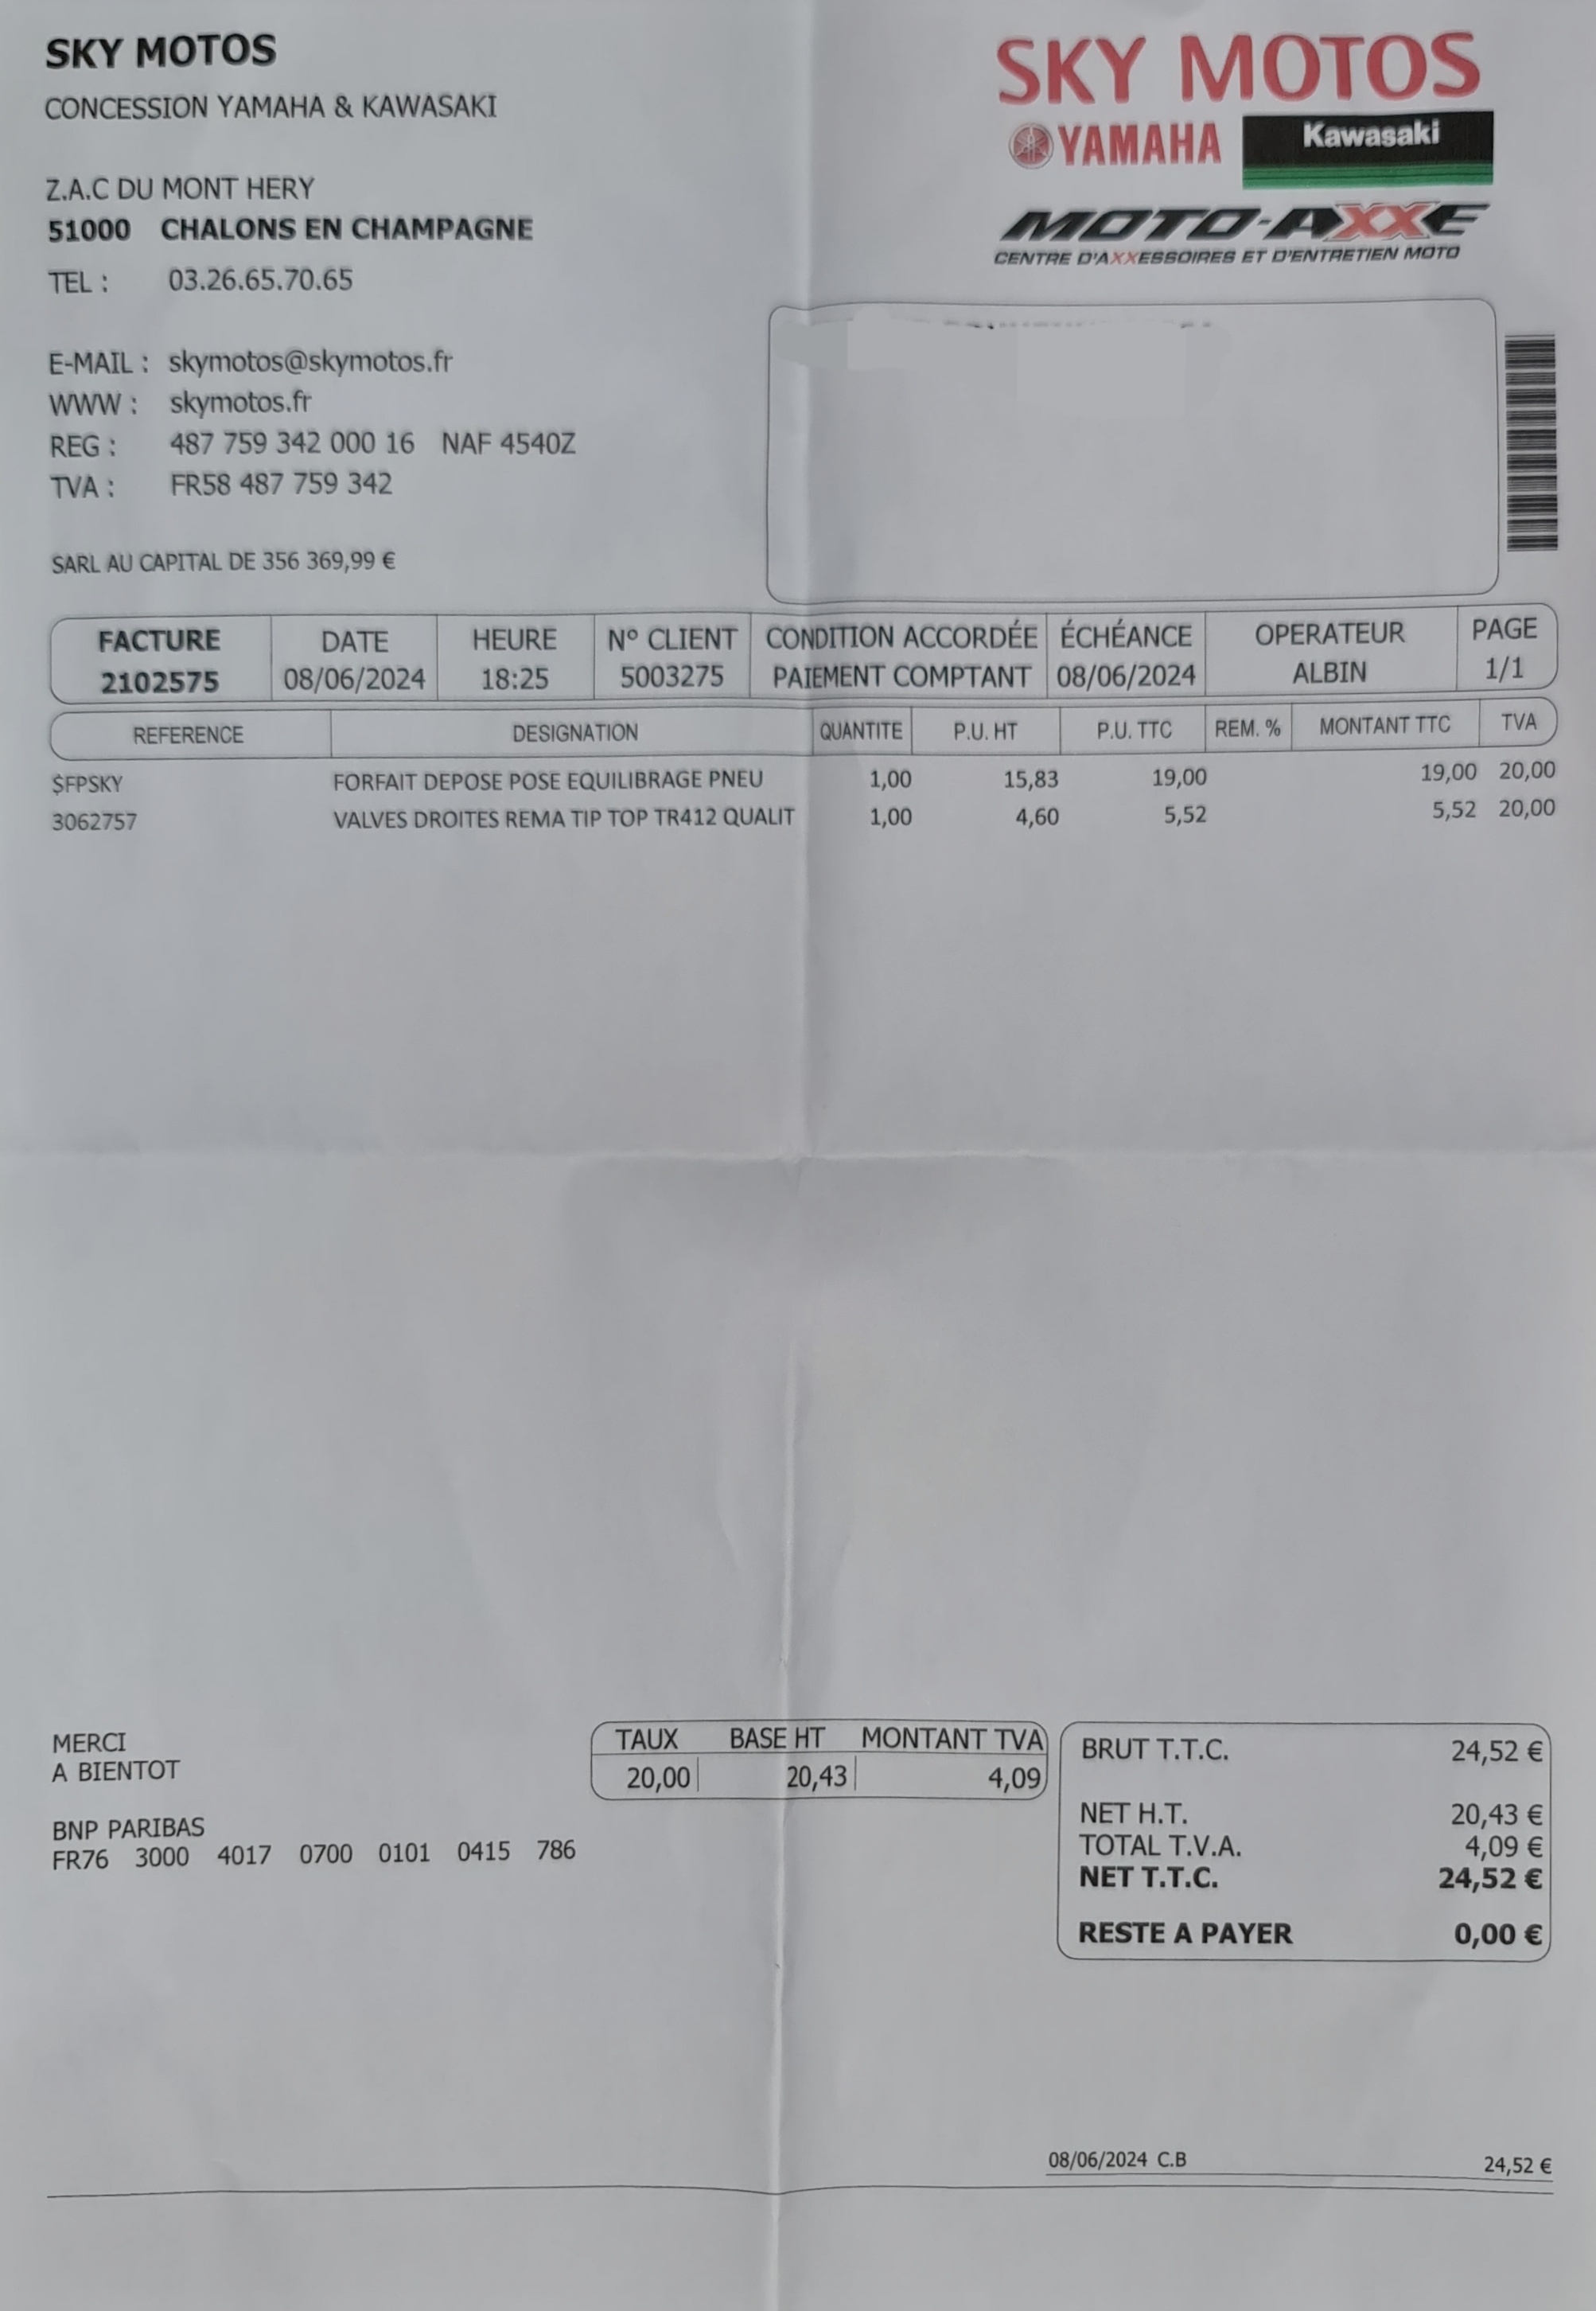 SKY MOTOS
CONCESSION YAMAHA & KAWASAKI
Z.A.C DU MONT HERY
51000 CHALONS EN CHAMPAGNE
TEL : 03.26.65.70.65
E-MAIL : skymotos@skymotos.fr
WWW : skymotos.fr
REG : 487 759 342 000 16 NAF 4540Z
TVA : FR58 487 759 342
SARL AU CAPITAL DE 356 369,99 €
SKY MOTOS
YAMAHA Kawasaki
MOTO-AXXE
CENTRE D'AXXESSOIRES ET D'ENTRETIEN MOTO
FACTURE DATE HEURE N° CLIENT CONDITION ACCORDÉE ÉCHÉANCE OPERATEUR PAGE
2102575 08/06/2024 18:25 5003275 PAIEMENT COMPTANT 08/06/2024 ALBIN 1/1
REFERENCE DESIGNATION QUANTITE P.U. HT P.U. TTC REM. % MONTANT TTC TVA
$FPSKY FORFAIT DEPOSE POSE EQUILIBRAGE PNEU 1,00 15,83 19,00 19,00 20,00
3062757 VALVES DROITES REMA TIP TOP TR412 QUALIT 1,00 4,60 5,52 5,52 20,00
MERCI
A BIENTOT
BNP PARIBAS
FR76 3000 4017 0700 0101 0415 786
TAUX BASE HT MONTANT TVA
20,00 20,43 4,09
BRUT T.T.C. 24,52 €
NET H.T. 20,43 €
TOTAL T.V.A. 4,09 €
NET T.T.C. 24,52 €
RESTE A PAYER 0,00 €
08/06/2024 C.B 24,52 €